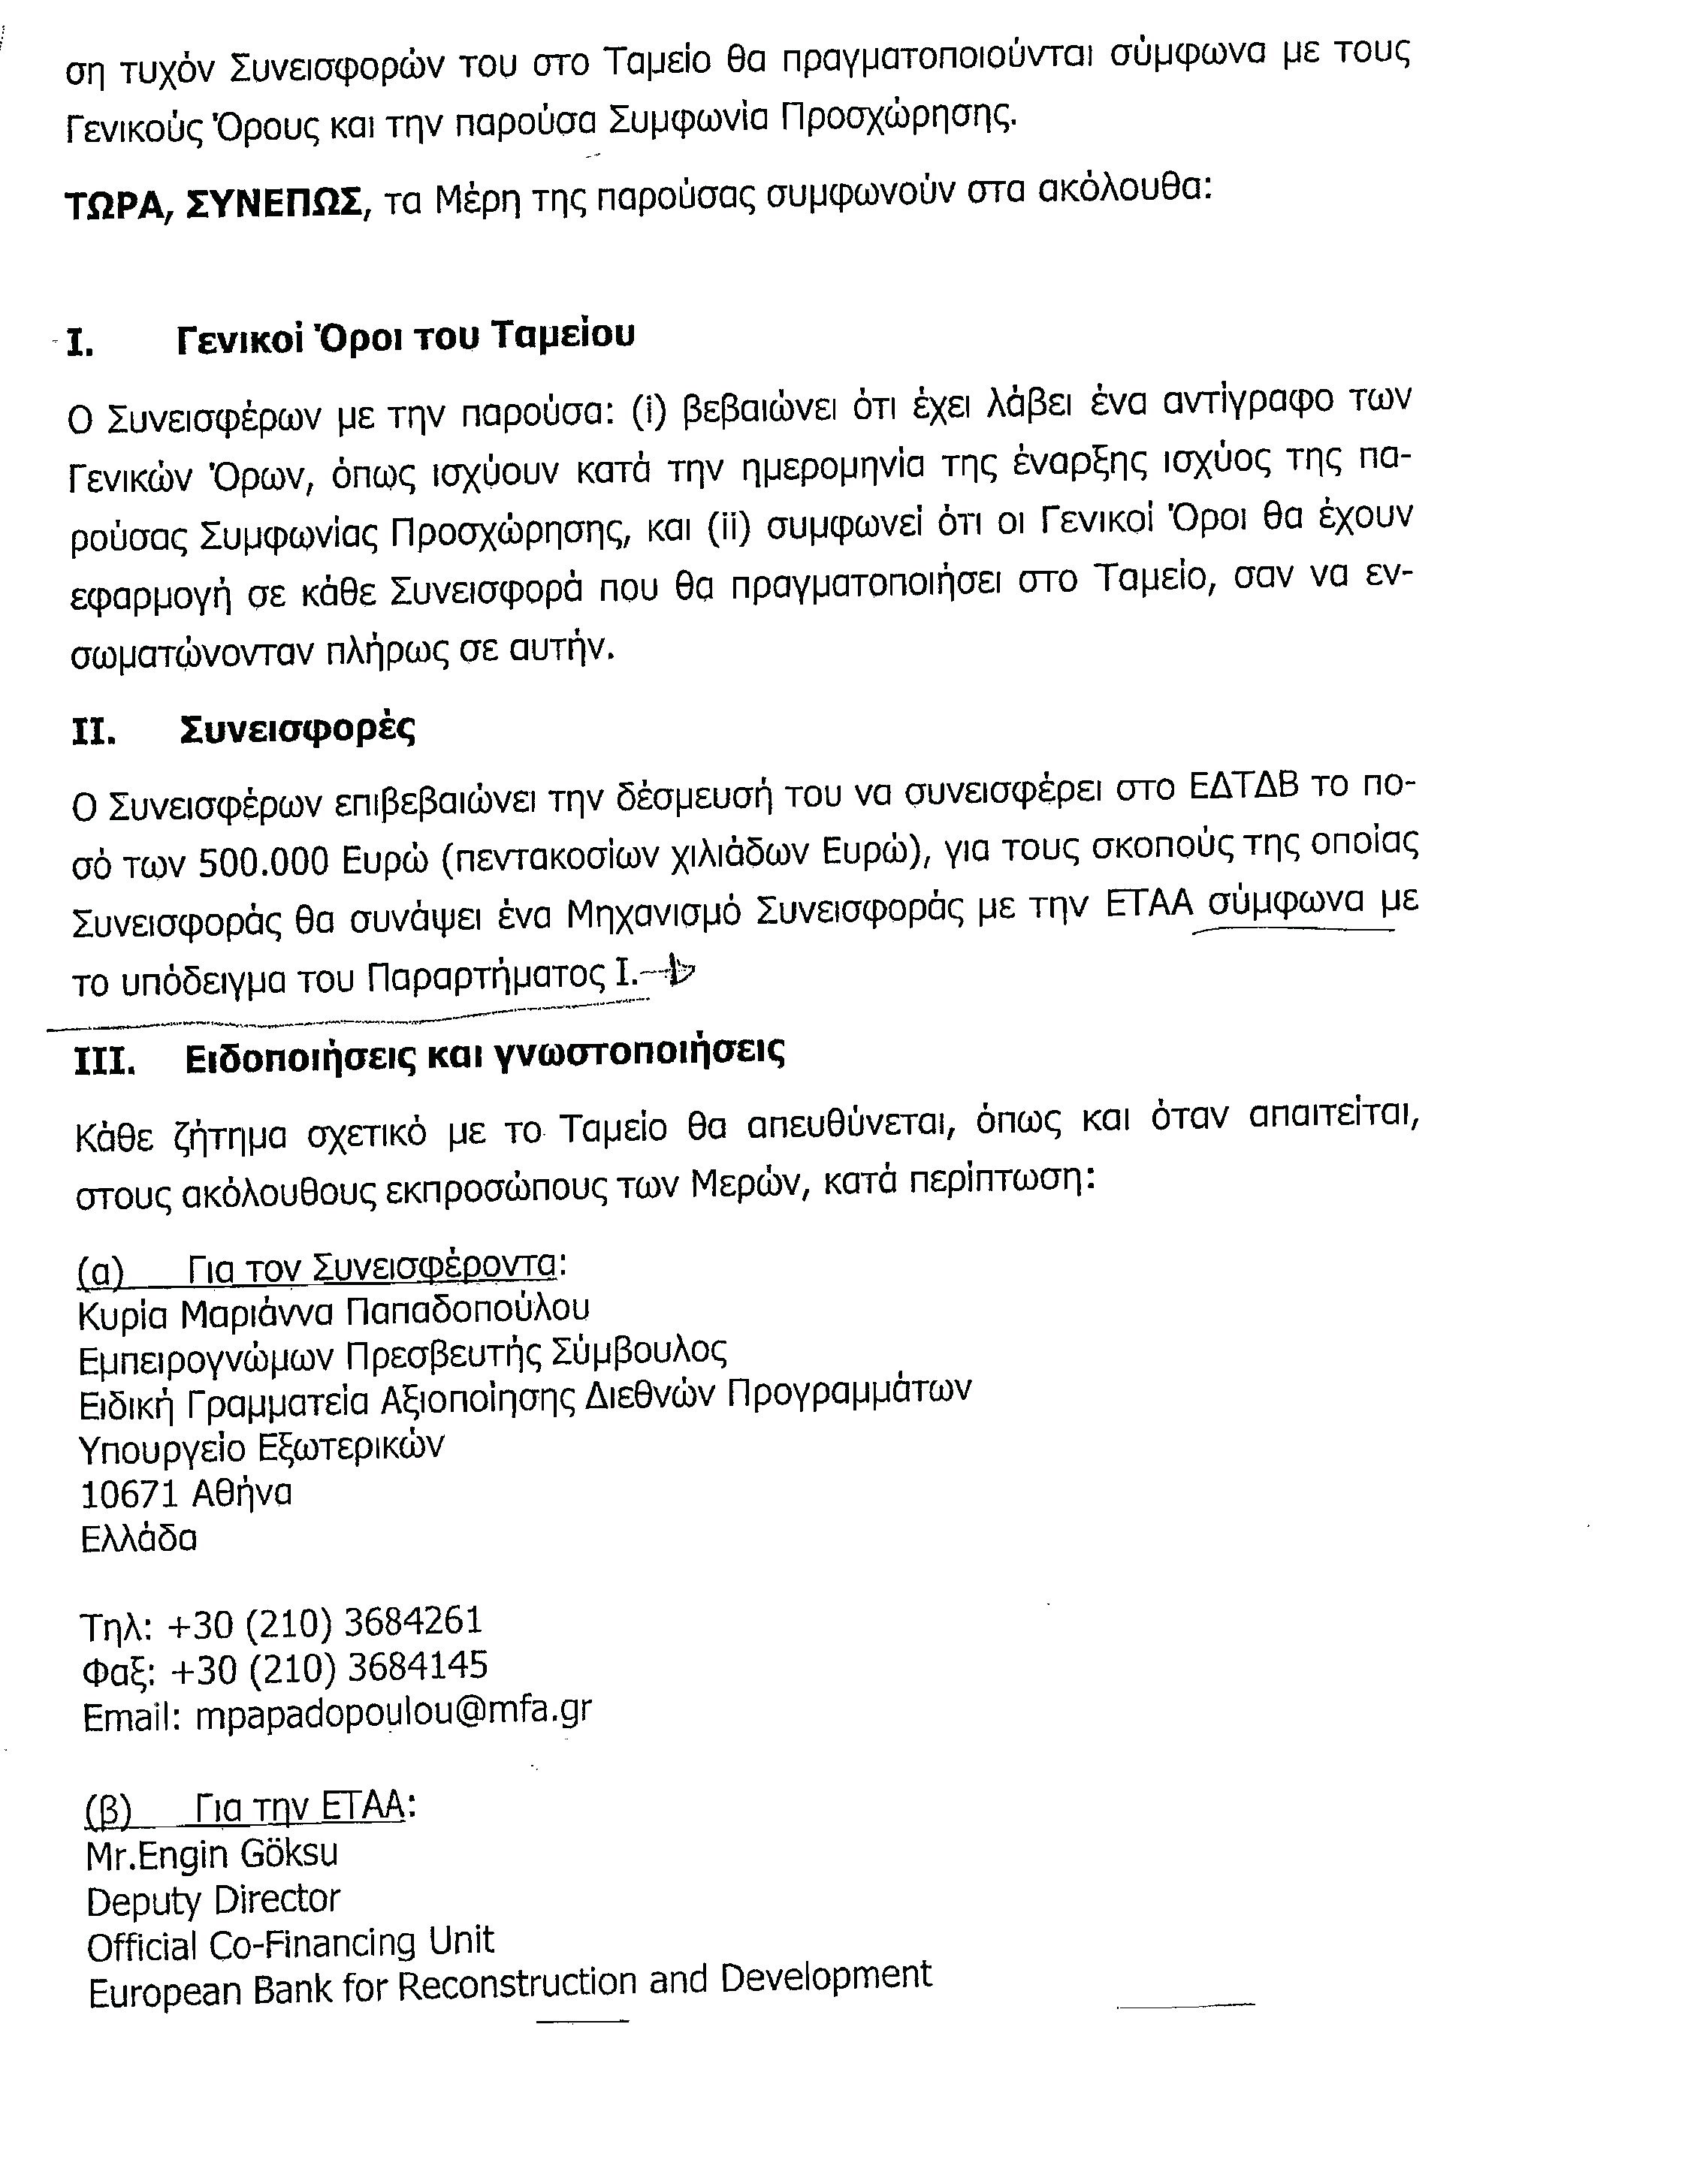 ση τυχόν Συνεισφορών του στο Ταμείο θα πραγματοποιούνται σύμφωνα με τους
Γενικούς Όρους και την παρούσα Συμφωνία Προσχώρησης.
ΤΩΡΑ, ΣΥΝΕΠΩΣ, τα Μέρη της παρούσας συμφωνούν στα ακόλουθα:
I. Γενικοί Όροι του Ταμείου
Ο Συνεισφέρων με την παρούσα: (i) βεβαιώνει ότι έχει λάβει ένα αντίγραφο των
Γενικών Όρων, όπως ισχύουν κατά την ημερομηνία της έναρξης ισχύος της πα-
ρούσας Συμφωνίας Προσχώρησης, και (ii) συμφωνεί ότι οι Γενικοί Όροι θα έχουν
εφαρμογή σε κάθε Συνεισφορά που θα πραγματοποιήσει στο Ταμείο, σαν να εν-
σωματώνονταν πλήρως σε αυτήν.
II. Συνεισφορές
Ο Συνεισφέρων επιβεβαιώνει την δέσμευσή του να συνεισφέρει στο ΕΔΤΔΒ το πο-
σό των 500.000 Ευρώ (πεντακοσίων χιλιάδων Ευρώ), για τους σκοπούς της οποίας
Συνεισφοράς θα συνάψει ένα Μηχανισμό Συνεισφοράς με την ΕΤΑΑ σύμφωνα με
το υπόδειγμα του Παραρτήματος I.
III. Ειδοποιήσεις και γνωστοποιήσεις
Κάθε ζήτημα σχετικό με το Ταμείο θα απευθύνεται, όπως και όταν απαιτείται,
στους ακόλουθους εκπροσώπους των Μερών, κατά περίπτωση:
(α) Για τον Συνεισφέροντα:
Κυρία Μαριάννα Παπαδοπούλου
Εμπειρογνώμων Πρεσβευτής Σύμβουλος
Ειδική Γραμματεία Αξιοποίησης Διεθνών Προγραμμάτων
Υπουργείο Εξωτερικών
10671 Αθήνα
Ελλάδα
Τηλ: +30 (210) 3684261
Φαξ: +30 (210) 3684145
Email: mpapadopoulou@mfa.gr
(β) Για την ΕΤΑΑ:
Mr.Engin Göksu
Deputy Director
Official Co-Financing Unit
European Bank for Reconstruction and Development